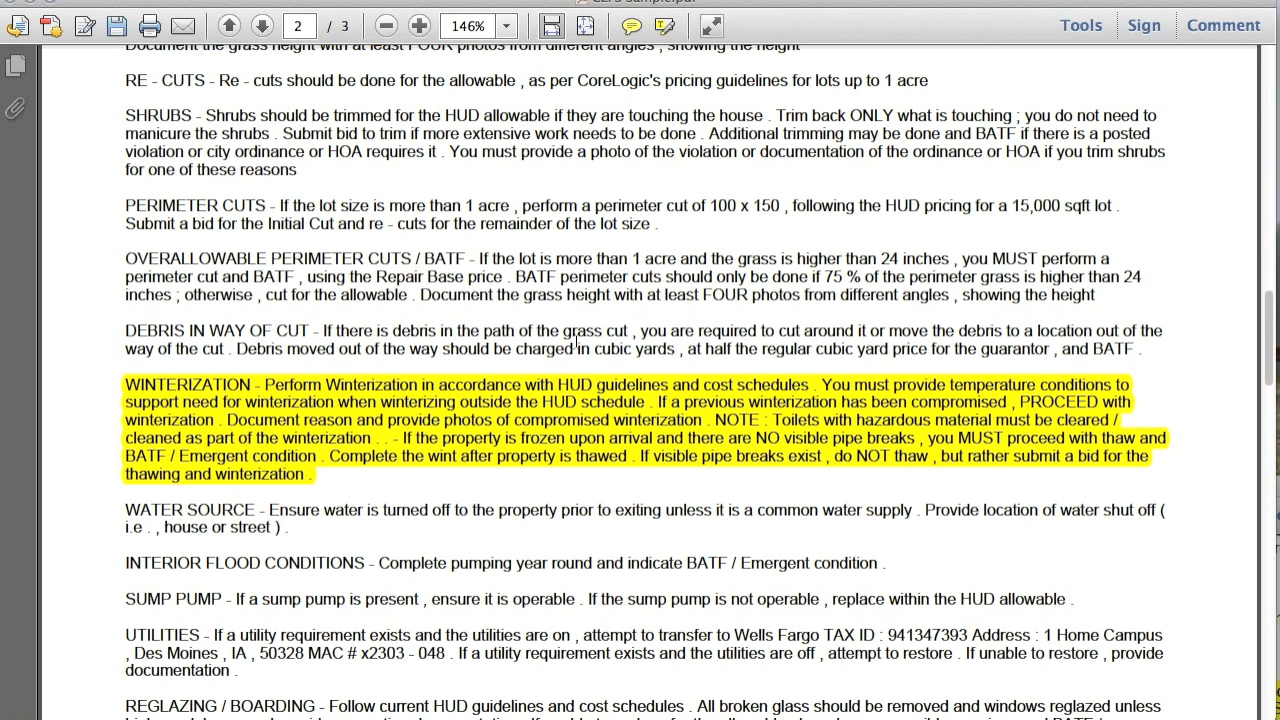 2 / 3
146%
Tools Sign Comment
Document the grass height with at least FOUR photos from different angles , showing the height
RE - CUTS - Re - cuts should be done for the allowable , as per CoreLogic's pricing guidelines for lots up to 1 acre
SHRUBS - Shrubs should be trimmed for the HUD allowable if they are touching the house . Trim back ONLY what is touching ; you do not need to
manicure the shrubs . Submit bid to trim if more extensive work needs to be done . Additional trimming may be done and BATF if there is a posted
violation or city ordinance or HOA requires it . You must provide a photo of the violation or documentation of the ordinance or HOA if you trim shrubs
for one of these reasons
PERIMETER CUTS - If the lot size is more than 1 acre , perform a perimeter cut of 100 x 150 , following the HUD pricing for a 15,000 sqft lot .
Submit a bid for the Initial Cut and re - cuts for the remainder of the lot size .
OVERALLOWABLE PERIMETER CUTS / BATF - If the lot is more than 1 acre and the grass is higher than 24 inches , you MUST perform a
perimeter cut and BATF , using the Repair Base price . BATF perimeter cuts should only be done if 75 % of the perimeter grass is higher than 24
inches ; otherwise , cut for the allowable . Document the grass height with at least FOUR photos from different angles , showing the height
DEBRIS IN WAY OF CUT - If there is debris in the path of the grass cut , you are required to cut around it or move the debris to a location out of the
way of the cut . Debris moved out of the way should be charged in cubic yards , at half the regular cubic yard price for the guarantor , and BATF .
WINTERIZATION - Perform Winterization in accordance with HUD guidelines and cost schedules . You must provide temperature conditions to
support need for winterization when winterizing outside the HUD schedule . If a previous winterization has been compromised , PROCEED with
winterization . Document reason and provide photos of compromised winterization . NOTE : Toilets with hazardous material must be cleared /
cleaned as part of the winterization . . - If the property is frozen upon arrival and there are NO visible pipe breaks , you MUST proceed with thaw and
BATF / Emergent condition . Complete the wint after property is thawed . If visible pipe breaks exist , do NOT thaw , but rather submit a bid for the
thawing and winterization .
WATER SOURCE - Ensure water is turned off to the property prior to exiting unless it is a common water supply . Provide location of water shut off (
i.e . , house or street ) .
INTERIOR FLOOD CONDITIONS - Complete pumping year round and indicate BATF / Emergent condition .
SUMP PUMP - If a sump pump is present , ensure it is operable . If the sump pump is not operable , replace within the HUD allowable .
UTILITIES - If a utility requirement exists and the utilities are on , attempt to transfer to Wells Fargo TAX ID : 941347393 Address : 1 Home Campus
, Des Moines , IA , 50328 MAC # x2303 - 048 . If a utility requirement exists and the utilities are off , attempt to restore . If unable to restore , provide
documentation .
REGLAZING / BOARDING - Follow current HUD guidelines and cost schedules . All broken glass should be removed and windows reglazed unless